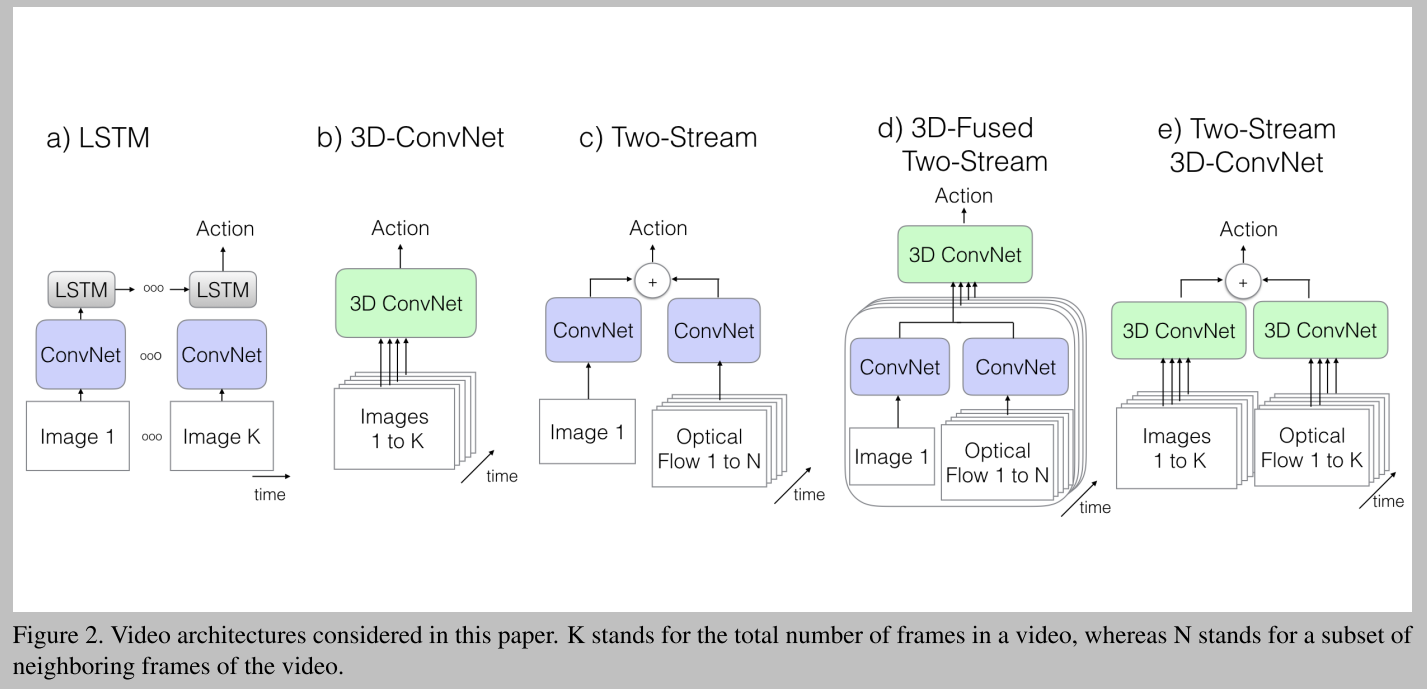 a) LSTM
Action
LSTM
ooo
LSTM
ConvNet
ooo
ConvNet
Image 1
ooo
Image K
time
b) 3D-ConvNet
Action
3D ConvNet
Images
1 to K
time
c) Two-Stream
Action
+
ConvNet
ConvNet
Image 1
Optical
Flow 1 to N
time
d) 3D-Fused
Two-Stream
Action
3D ConvNet
ConvNet
ConvNet
Image 1
Optical
Flow 1 to N
time
e) Two-Stream
3D-ConvNet
Action
+
3D ConvNet
3D ConvNet
Images
1 to K
Optical
Flow 1 to K
time
Figure 2. Video architectures considered in this paper. K stands for the total number of frames in a video, whereas N stands for a subset of
neighboring frames of the video.